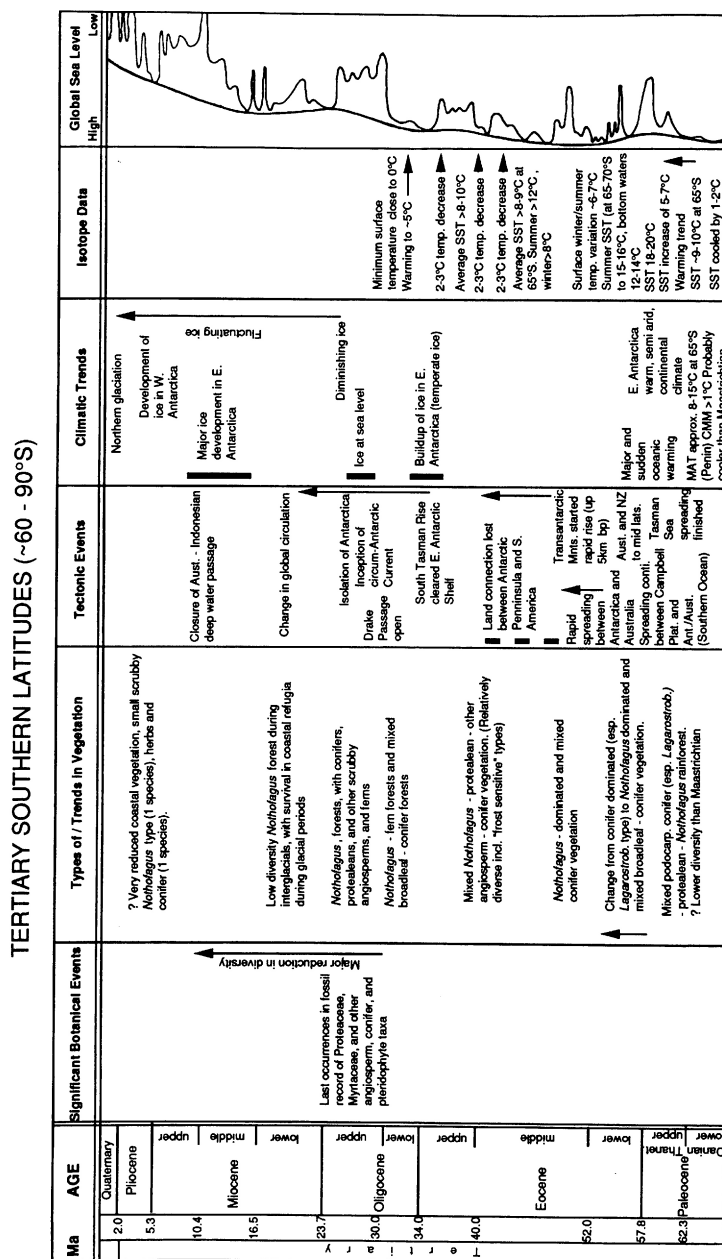 TERTIARY SOUTHERN LATITUDES (~60 - 90°S)
Ma
AGE
Significant Botanical Events
Types of / Trends in Vegetation
Tectonic Events
Climatic Trends
Isotope Data
Global Sea Level
High
Low
2.0
5.3
10.4
16.5
23.7
30.0
34.0
40.0
52.0
57.8
62.3
Tertiary
Quaternary
Pliocene
Miocene
upper
middle
lower
Oligocene
upper
lower
Eocene
upper
middle
lower
Paleocene
upper
lower
Thanet.
Danian
Major reduction in diversity
Last occurrences in fossil
record of Proteaceae,
Myrtaceae, and other
angiosperm, conifer, and
pteridophyte taxa
? Very reduced coastal vegetation, small scrubby
Nothofagus type (1 species), herbs and
conifer (1 species).
Low diversity Nothofagus forest during
interglacials, with survival in coastal refugia
during glacial periods
Nothofagus, forests, with conifers,
protealeans, and other scrubby
angiosperms, and ferns
Nothofagus - fern forests and mixed
broadleaf - conifer forests
Mixed Nothofagus - protealean - other
angiosperm - conifer vegetation. (Relatively
diverse incl. "frost sensitive" types)
Nothofagus - dominated and mixed
conifer vegetation
Change from conifer dominated (esp.
Lagarostrob. type) to Nothofagus dominated and
mixed broadleaf - conifer vegetation.
Mixed podocarp. conifer (esp. Lagarostrob.)
- protealean - Nothofagus rainforest.
? Lower diversity than Maastrichtian
Closure of Aust. - Indonesian
deep water passage
Change in global circulation
Isolation of Antarctica
Inception of
circum-Antarctic
Current
Drake
Passage
open
South Tasman Rise
cleared E. Antarctic
Shelf
Land connection lost
between Antarctic
Penninsula and S.
America
Transantarctic
Mnts. started
rapid rise (up
5km bp)
Rapid
spreading
between
Antarctica and
Australia
Aust. and NZ
to mid lats.
Spreading conti.
between Campbell
Plat. and
Ant./Aust.
(Southern Ocean)
Tasman
Sea
spreading
finished
Northern glaciation
Development of
ice in W.
Antarctica
Major ice
development in E.
Antarctica
Fluctuating ice
Diminishing ice
Ice at sea level
Buildup of ice in E.
Antarctica (temperate ice)
Major and
sudden
oceanic
warming
E. Antarctica
warm, semi arid,
continental
climate
MAT approx. 8-15°C at 65°S
(Penin) CMM >1°C Probably
cooler than Maastrichtian
Minimum surface
temperature close to 0°C
Warming to ~5°C
2-3°C temp. decrease
Average SST >8-10°C
2-3°C temp. decrease
2-3°C temp. decrease
Average SST >8-9°C at
65°S. Summer >12°C,
winter>8°C
Surface winter/summer
temp. variation ~6-7°C
Summer SST (at 65-70°S
to 15-16°C, bottom waters
12-14°C
SST 18-20°C
SST increase of 5-7°C
Warming trend
SST ~9-10°C at 65°S
SST cooled by 1-2°C